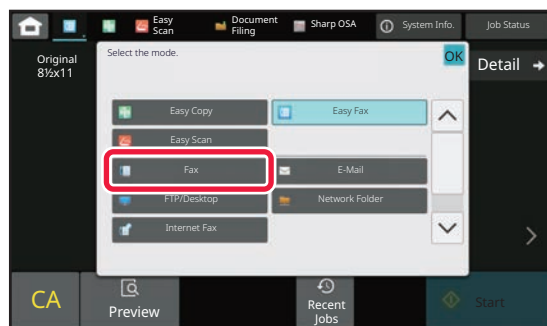 Easy
Scan
Document
Filing
Sharp OSA
System Info.
Job Status
Original
8½x11
Select the mode.
OK
Detail
Easy Copy
Easy Fax
Easy Scan
Fax
E-Mail
FTP/Desktop
Network Folder
Internet Fax
CA
Preview
Recent
Jobs
Start